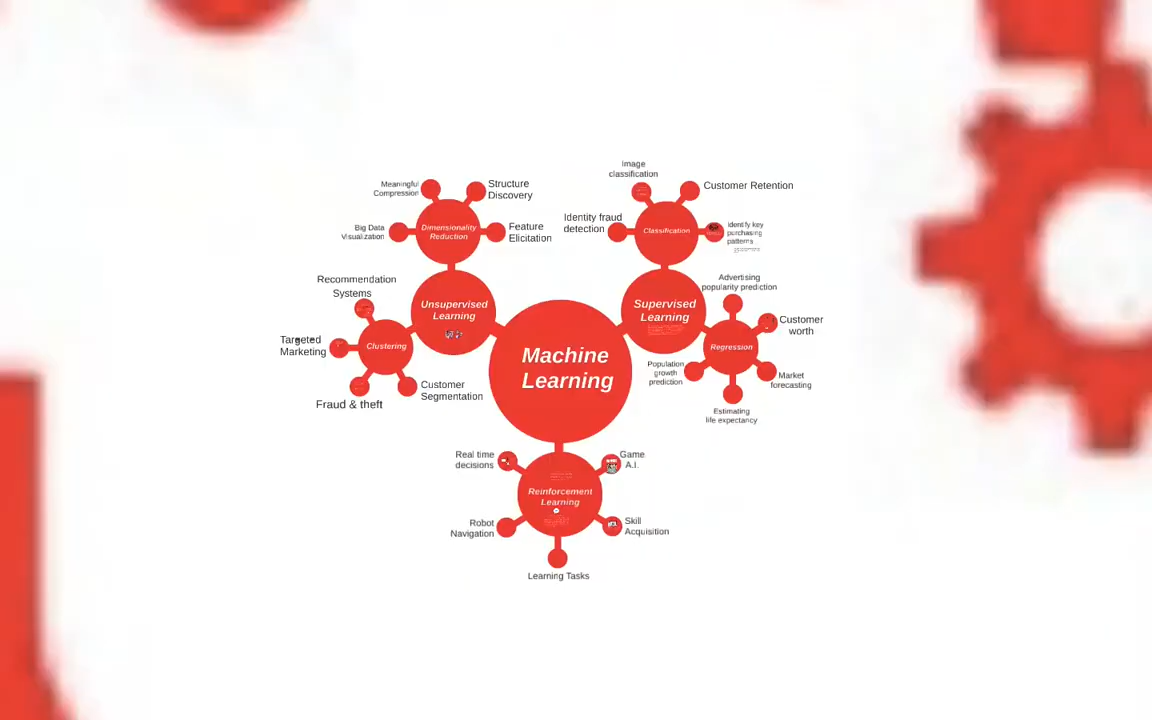 Machine
Learning
Unsupervised
Learning
Dimensionality
Reduction
Meaningful
Compression
Structure
Discovery
Big Data
Visualization
Feature
Elicitation
Clustering
Recommendation
Systems
Targeted
Marketing
Fraud & theft
Customer
Segmentation
Supervised
Learning
Classification
image
classification
Customer Retention
Identity fraud
detection
Identify key
purchasing
patterns
Regression
Advertising
popularity prediction
Customer
worth
Population
growth
prediction
Market
forecasting
Estimating
life expectancy
Reinforcement
Learning
Real time
decisions
Game
A.I.
Robot
Navigation
Skill
Acquisition
Learning Tasks